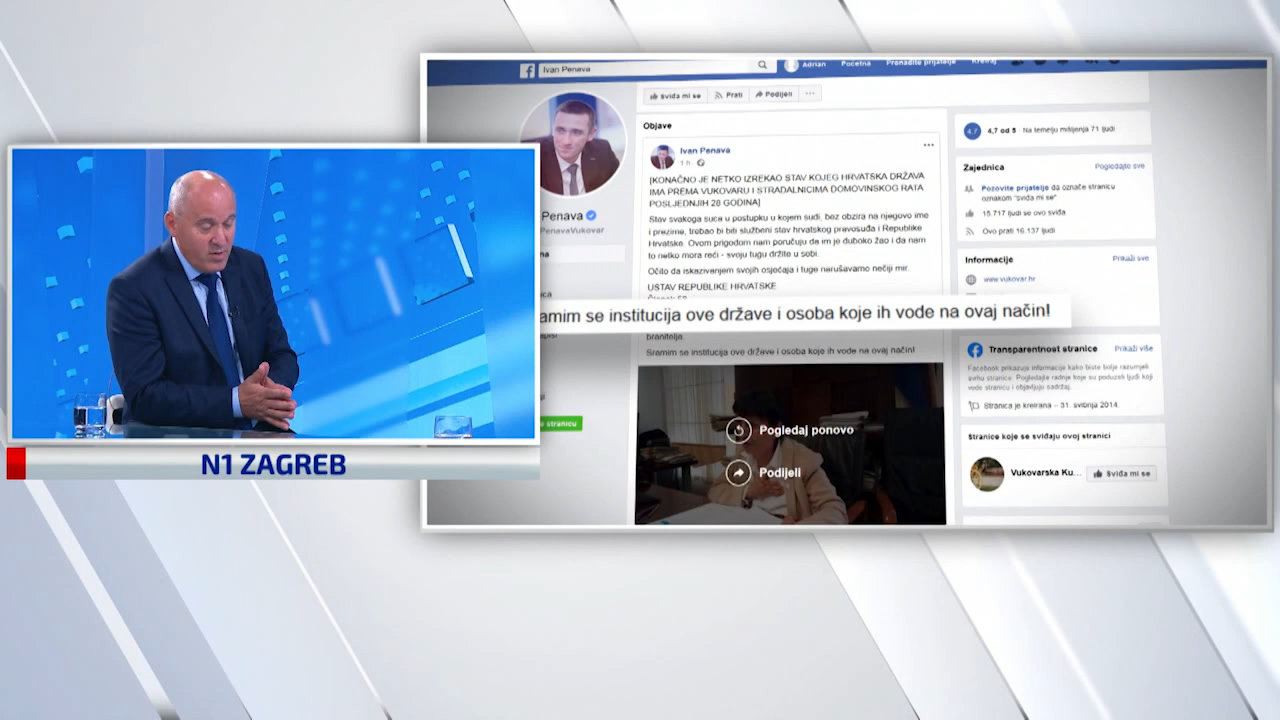 Ivan Penava
Adrian
Početna
Pronađite prijatelje
Kreiraj
Sviđa mi se
Prati
Podijeli
Objave
Ivan Penava
1 h
[KONAČNO JE NETKO IZREKAO STAV KOJEG HRVATSKA DRŽAVA
IMA PREMA VUKOVARU I STRADALNICIMA DOMOVINSKOG RATA
POSLJEDNJIH 28 GODINA]
Stav svakoga suca u postupku u kojem sudi, bez obzira na njegovo ime
i prezime, trebao bi biti službeni stav hrvatskog pravosuđa i Republike
Hrvatske. Ovom prigodom nam poručuju da im je duboko žao i da nam
to netko mora reći - svoju tugu držite u sobi.
Očito da iskazivanjem svojih osjećaja i tuge narušavamo nečiji mir.
USTAV REPUBLIKE HRVATSKE
ramim se institucija ove države i osoba koje ih vode na ovaj način!
branitelja
Sramim se institucija ove države i osoba koje ih vode na ovaj način!
Pogledaj ponovo
Podijeli
Penava
PenavaVukovar
na
stranicu
4,7
4,7 od 5 · Na temelju mišljenja 71 ljudi
Zajednica
Pogledajte sve
Pozovite prijatelje da označe stranicu
oznakom "sviđa mi se"
15 717 ljudi se ovo sviđa
Ovo prati 16.137 ljudi
Informacije
Prikaži sve
www.vukovar.hr
Transparentnost stranice
Prikaži više
Facebook prikazuje informacije kako biste bolje razumjeli
svrhu stranica. Pogledajte radnje koje su poduzeli ljudi koji
vode stranicu i objavljuju sadržaj.
Stranica je kreirana – 31. svibnja 2014.
Stranice koje se sviđaju ovoj stranici
Vukovarska Ku...
Sviđa mi se
N1 ZAGREB